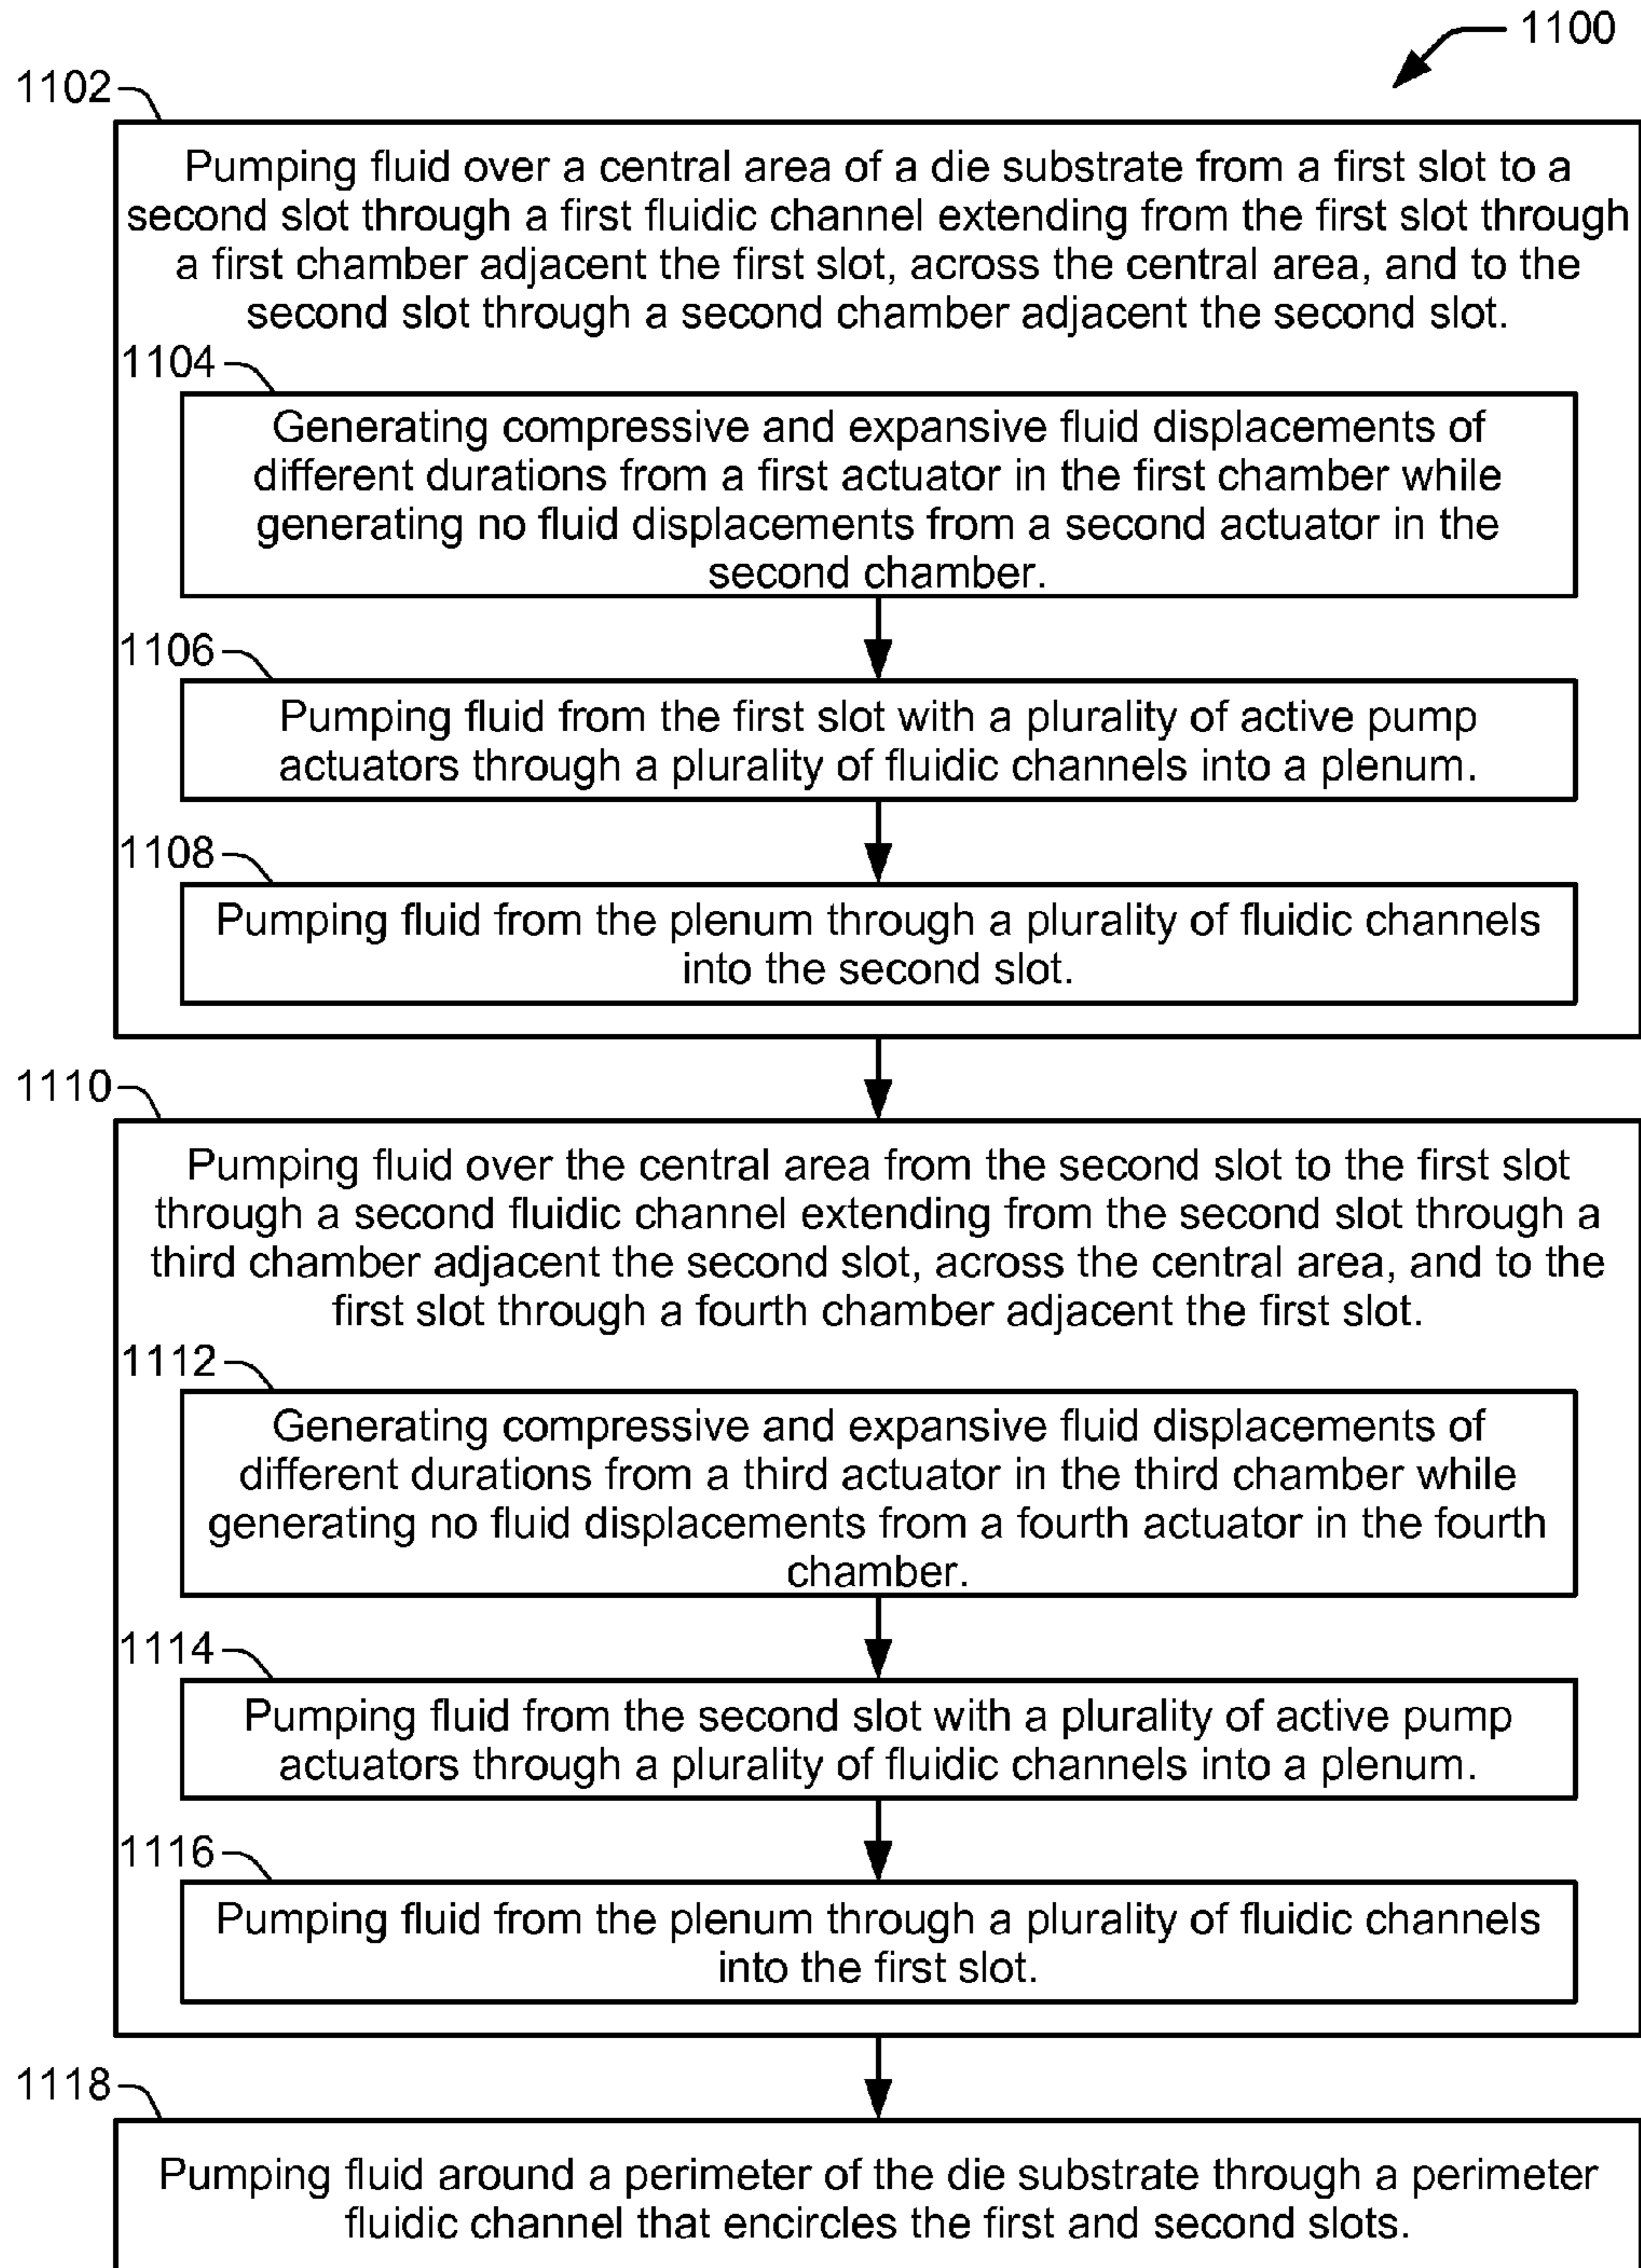 1100
1102
Pumping fluid over a central area of a die substrate from a first slot to a
second slot through a first fluidic channel extending from the first slot through
a first chamber adjacent the first slot, across the central area, and to the
second slot through a second chamber adjacent the second slot.
1104
Generating compressive and expansive fluid displacements of
different durations from a first actuator in the first chamber while
generating no fluid displacements from a second actuator in the
second chamber.
1106
Pumping fluid from the first slot with a plurality of active pump
actuators through a plurality of fluidic channels into a plenum.
1108
Pumping fluid from the plenum through a plurality of fluidic channels
into the second slot.
1110
Pumping fluid over the central area from the second slot to the first slot
through a second fluidic channel extending from the second slot through a
third chamber adjacent the second slot, across the central area, and to the
first slot through a fourth chamber adjacent the first slot.
1112
Generating compressive and expansive fluid displacements of
different durations from a third actuator in the third chamber while
generating no fluid displacements from a fourth actuator in the fourth
chamber.
1114
Pumping fluid from the second slot with a plurality of active pump
actuators through a plurality of fluidic channels into a plenum.
1116
Pumping fluid from the plenum through a plurality of fluidic channels
into the first slot.
1118
Pumping fluid around a perimeter of the die substrate through a perimeter
fluidic channel that encircles the first and second slots.